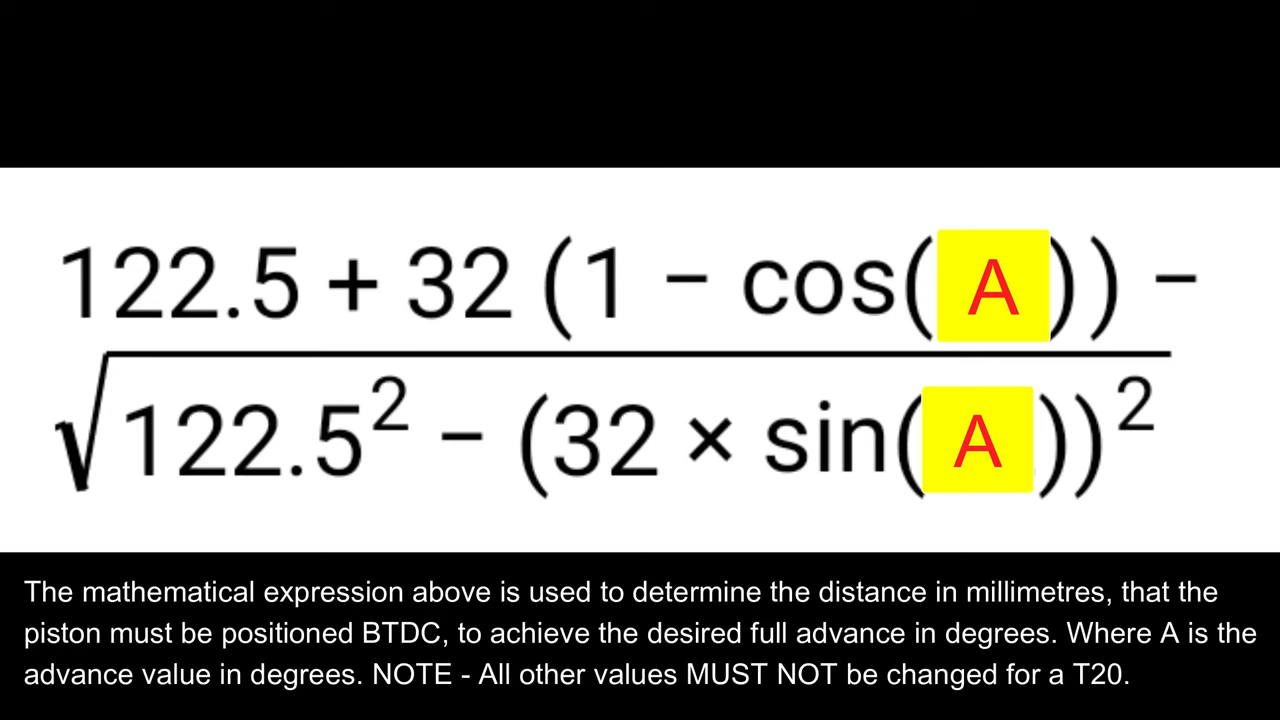 122.5 + 32 (1 − cos(A)) −
√122.5² − (32 × sin(A))²
The mathematical expression above is used to determine the distance in millimetres, that the
piston must be positioned BTDC, to achieve the desired full advance in degrees. Where A is the
advance value in degrees. NOTE - All other values MUST NOT be changed for a T20.